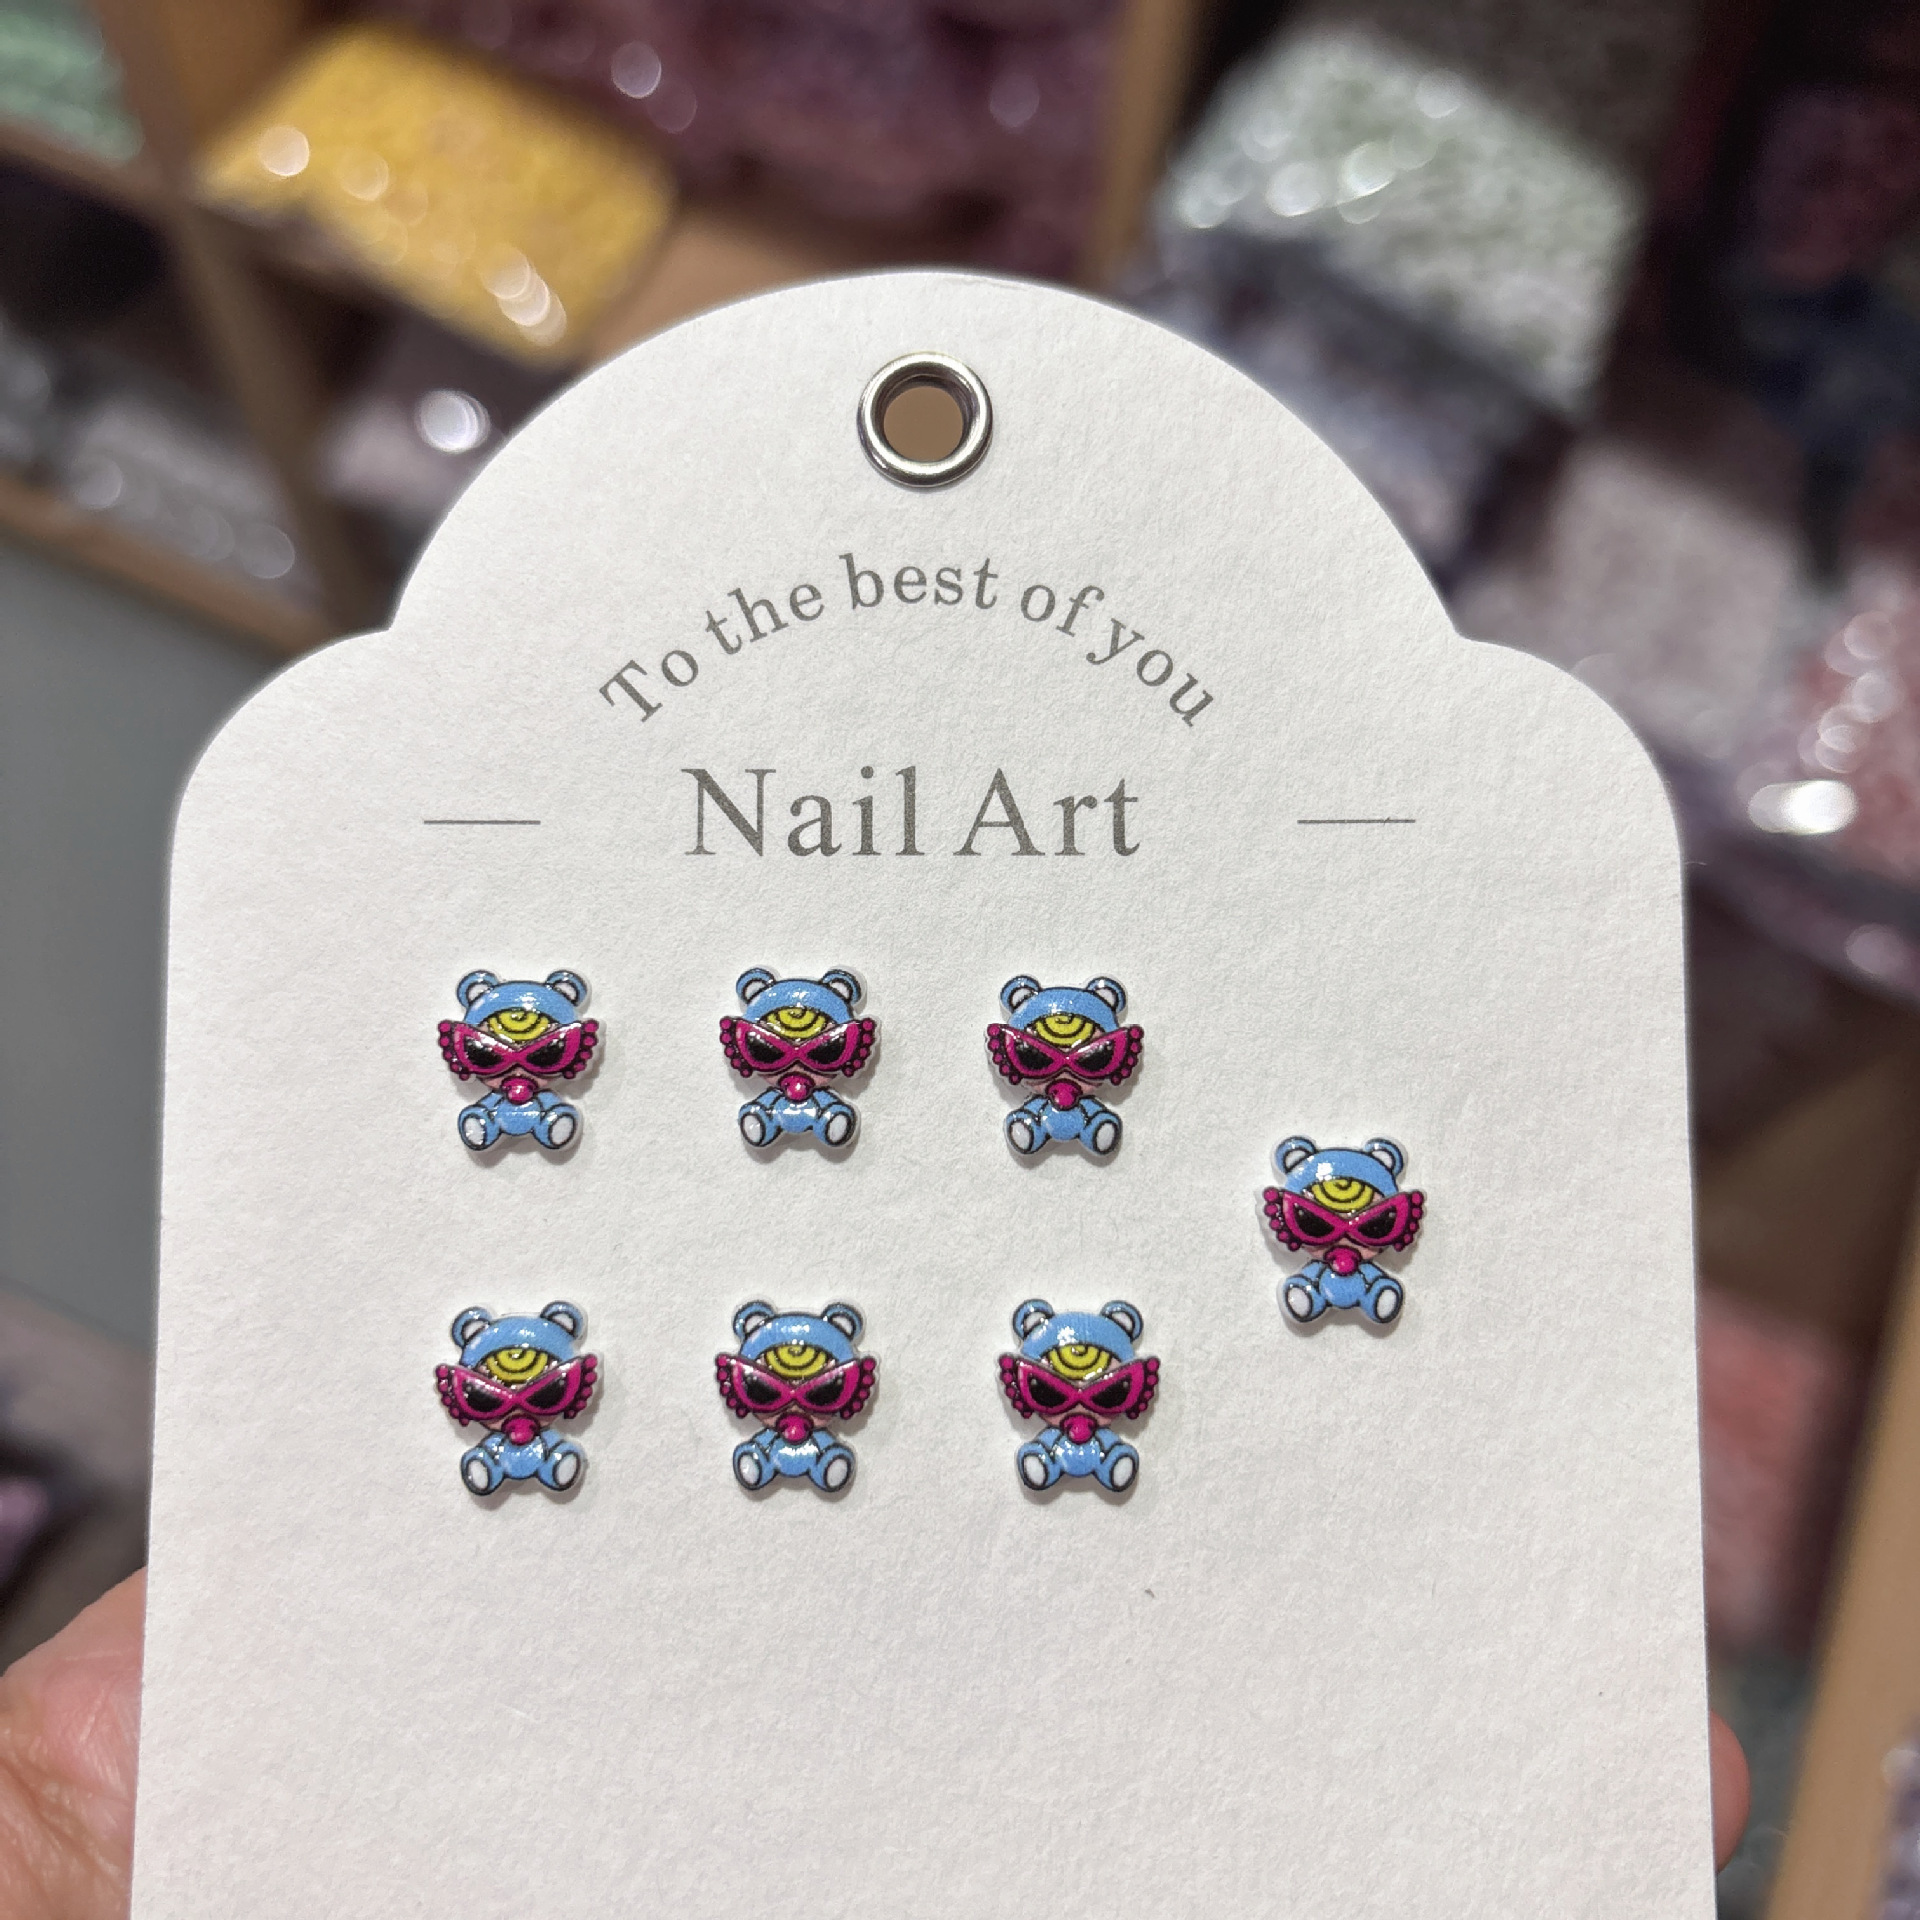 To the best of you
Nail Art